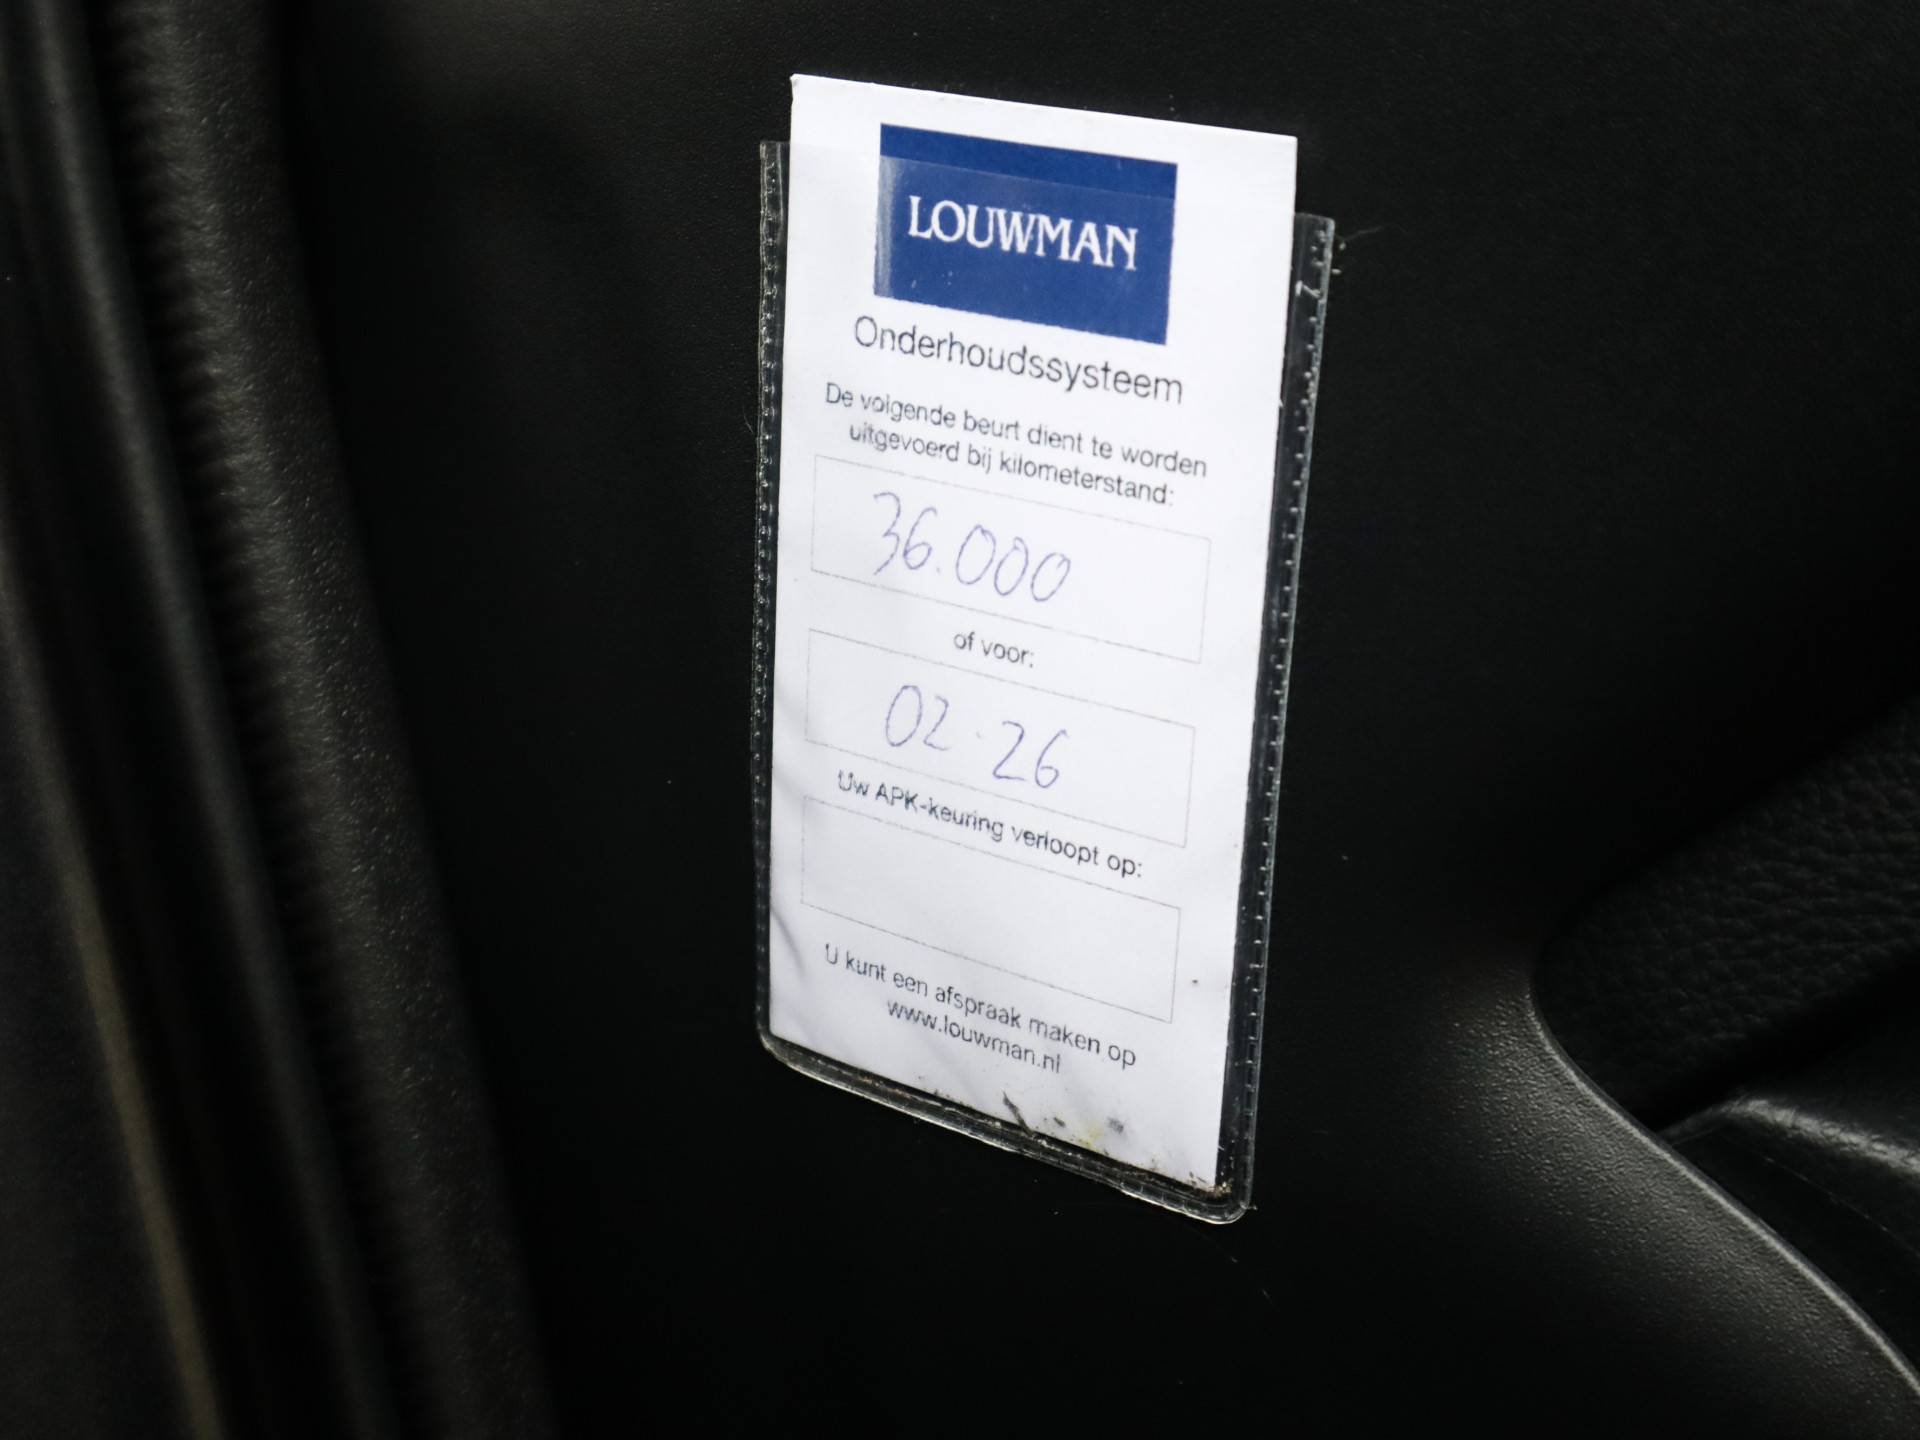 LOUWMAN
Onderhoudssysteem
De volgende beurt dient te worden
uitgevoerd bij kilometerstand:
36.000
of voor:
02-26
Uw APK-keuring verloopt op:
U kunt een afspraak maken op
www.louwman.nl